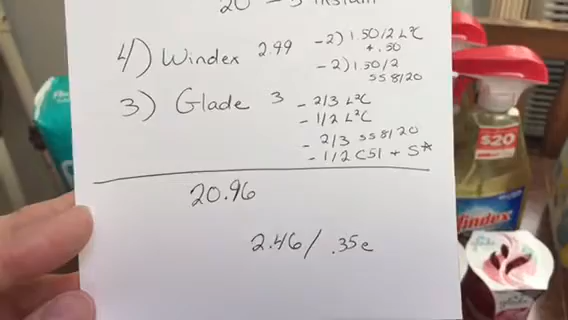 20 - 5 instant
4) Windex 2.99 - 2) 1.50/2 L²C
+ .50
- 2) 1.50/2
SS 8/20
3) Glade 3 - 2/3 L²C
- 1/2 L²C
- 2/3 SS 8/20
- 1/2 C51 + S*
20.96
2.46/ .35e
$20
Windex